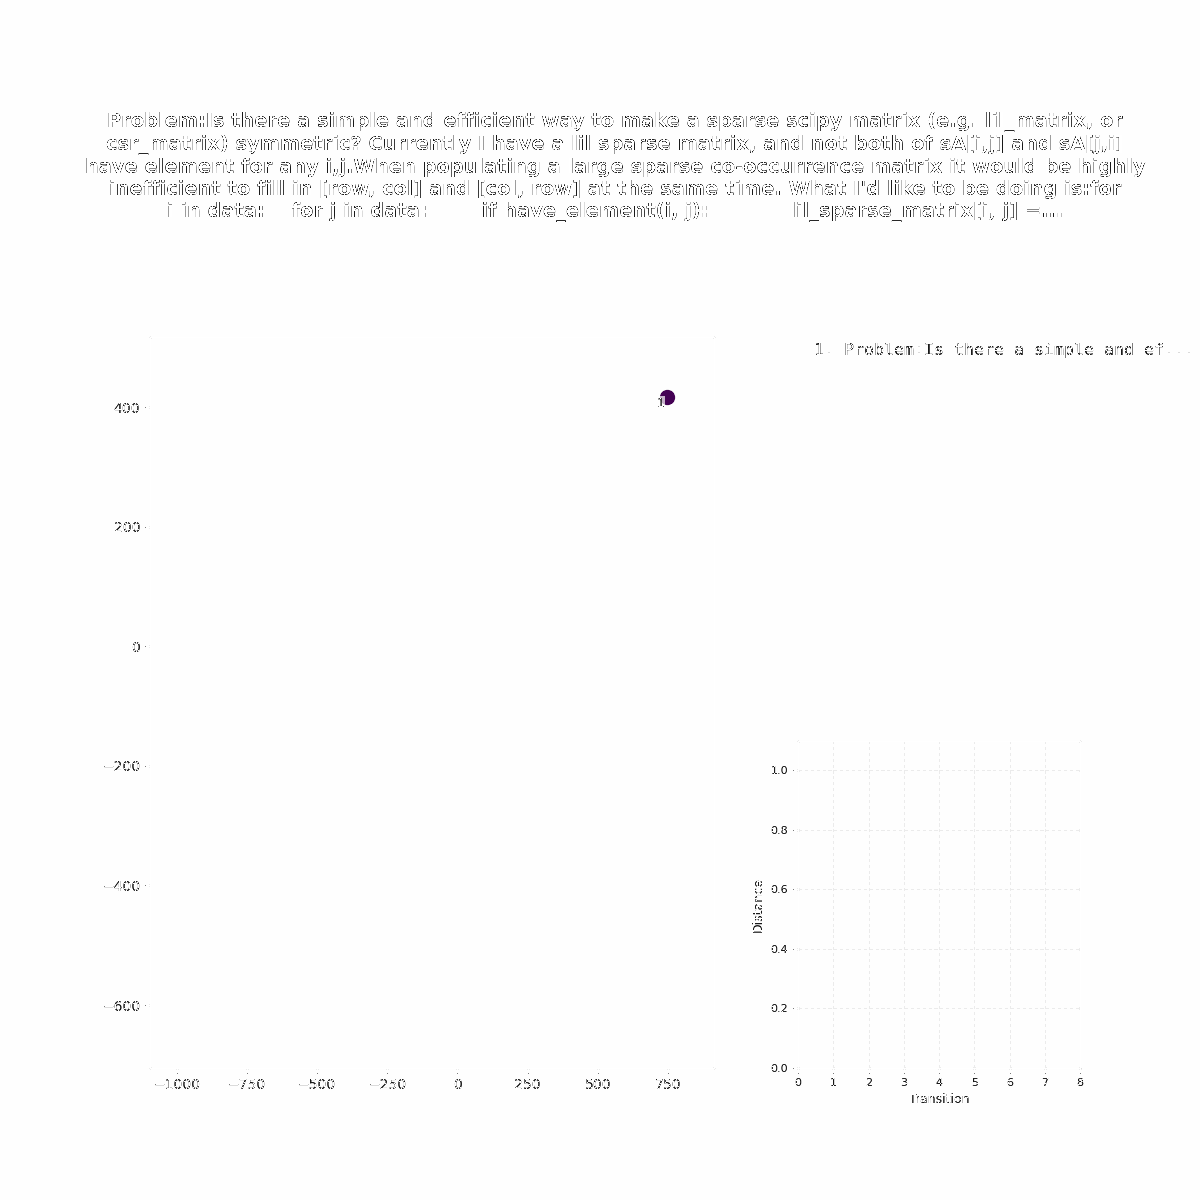 Problem:Is there a simple and efficient way to make a sparse scipy matrix (e.g. lil_matrix, or
csr_matrix) symmetric? Currently I have a lil sparse matrix, and not both of sA[i,j] and sA[j,i]
have element for any i,j.When populating a large sparse co-occurrence matrix it would be highly
inefficient to fill in [row, col] and [col, row] at the same time. What I'd like to be doing is:for
i in data:    for j in data:        if have_element(i, j):            lil_sparse_matrix[i, j] =...
1. Problem:Is there a simple and ef...
1
400
200
0
−200
−400
−600
−1000 −750 −500 −250 0 250 500 750
1.0
0.8
0.6
0.4
0.2
0.0
Distance
0 1 2 3 4 5 6 7 8
Transition